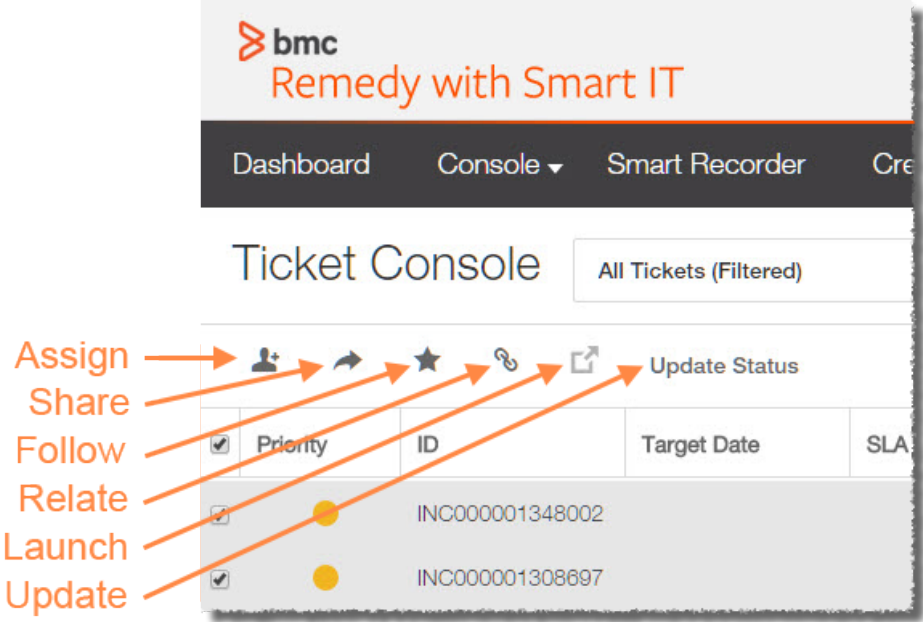 bmc
Remedy with Smart IT
Dashboard Console Smart Recorder Cre
Ticket Console All Tickets (Filtered)
Assign
Share
Follow
Relate
Launch
Update
Update Status
Priority ID Target Date SLA
INC000001348002
INC000001308697